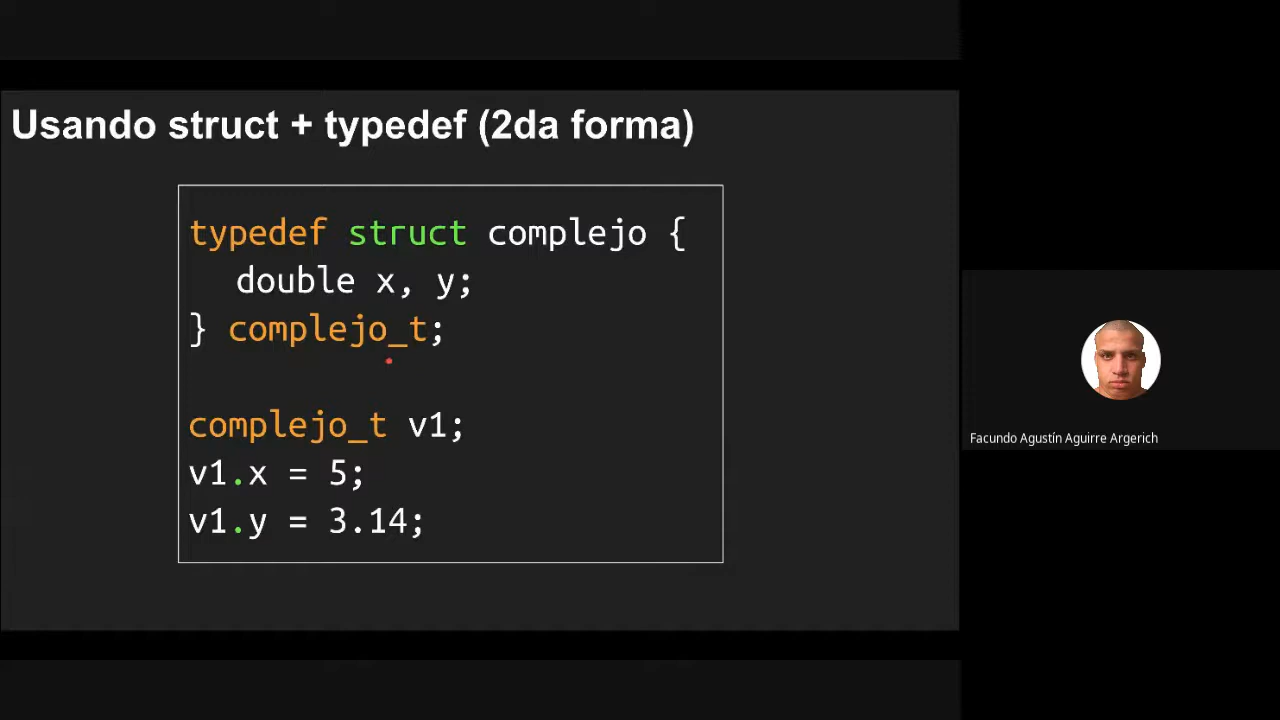 Usando struct + typedef (2da forma)
typedef struct complejo {
double x, y;
} complejo_t;
complejo_t v1;
v1.x = 5;
v1.y = 3.14;
Facundo Agustín Aguirre Argerich